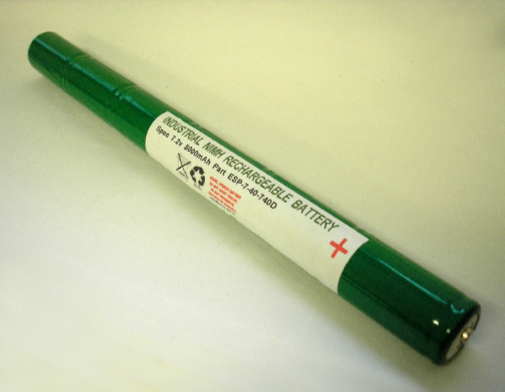 INDUSTRIAL NIMH RECHARGEABLE BATTERY
Spec 7.2v 5000mAh Part ESP-7-40-740D
+